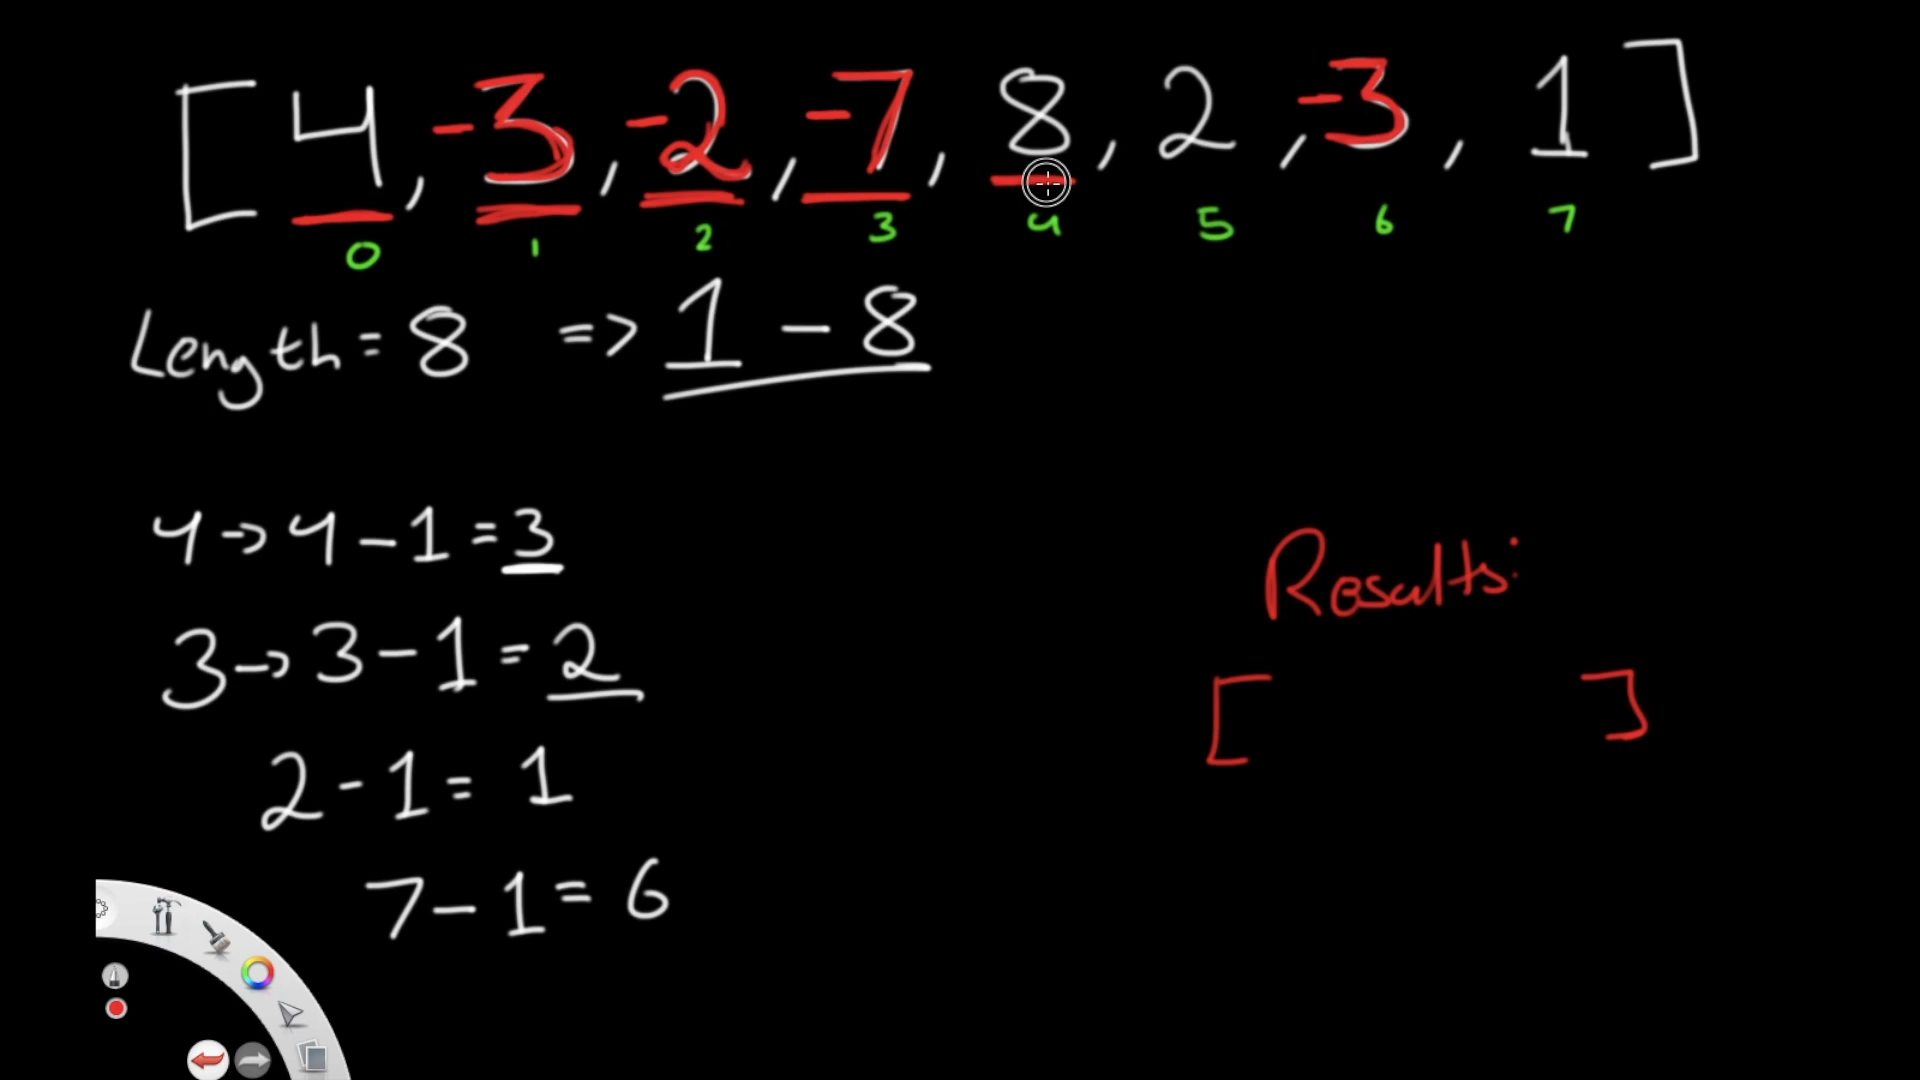 [ 4 , -3 , -2 , -7 , 8 , 2 , -3 , 1 ]
0 1 2 3 4 5 6 7
Length = 8 => 1 - 8
4 -> 4 - 1 = 3
3 -> 3 - 1 = 2
2 - 1 = 1
7 - 1 = 6
Results:
[ ]